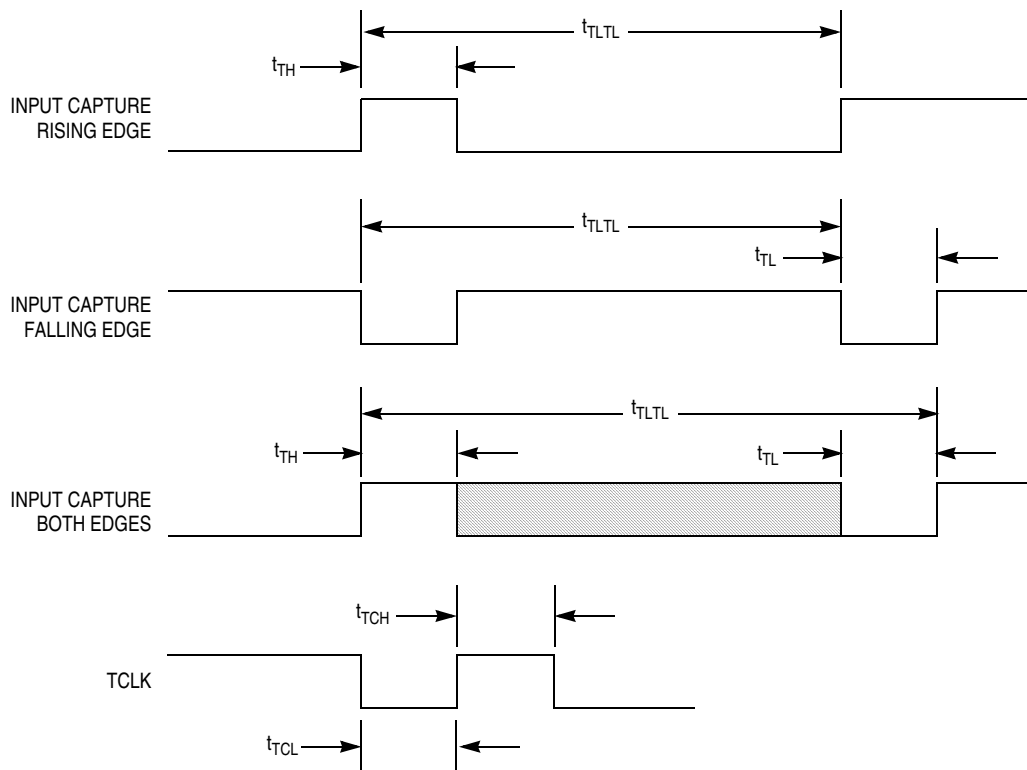 tTLTL
tTH
INPUT CAPTURE
RISING EDGE
tTLTL
tTL
INPUT CAPTURE
FALLING EDGE
tTLTL
tTH
tTL
INPUT CAPTURE
BOTH EDGES
tTCH
TCLK
tTCL